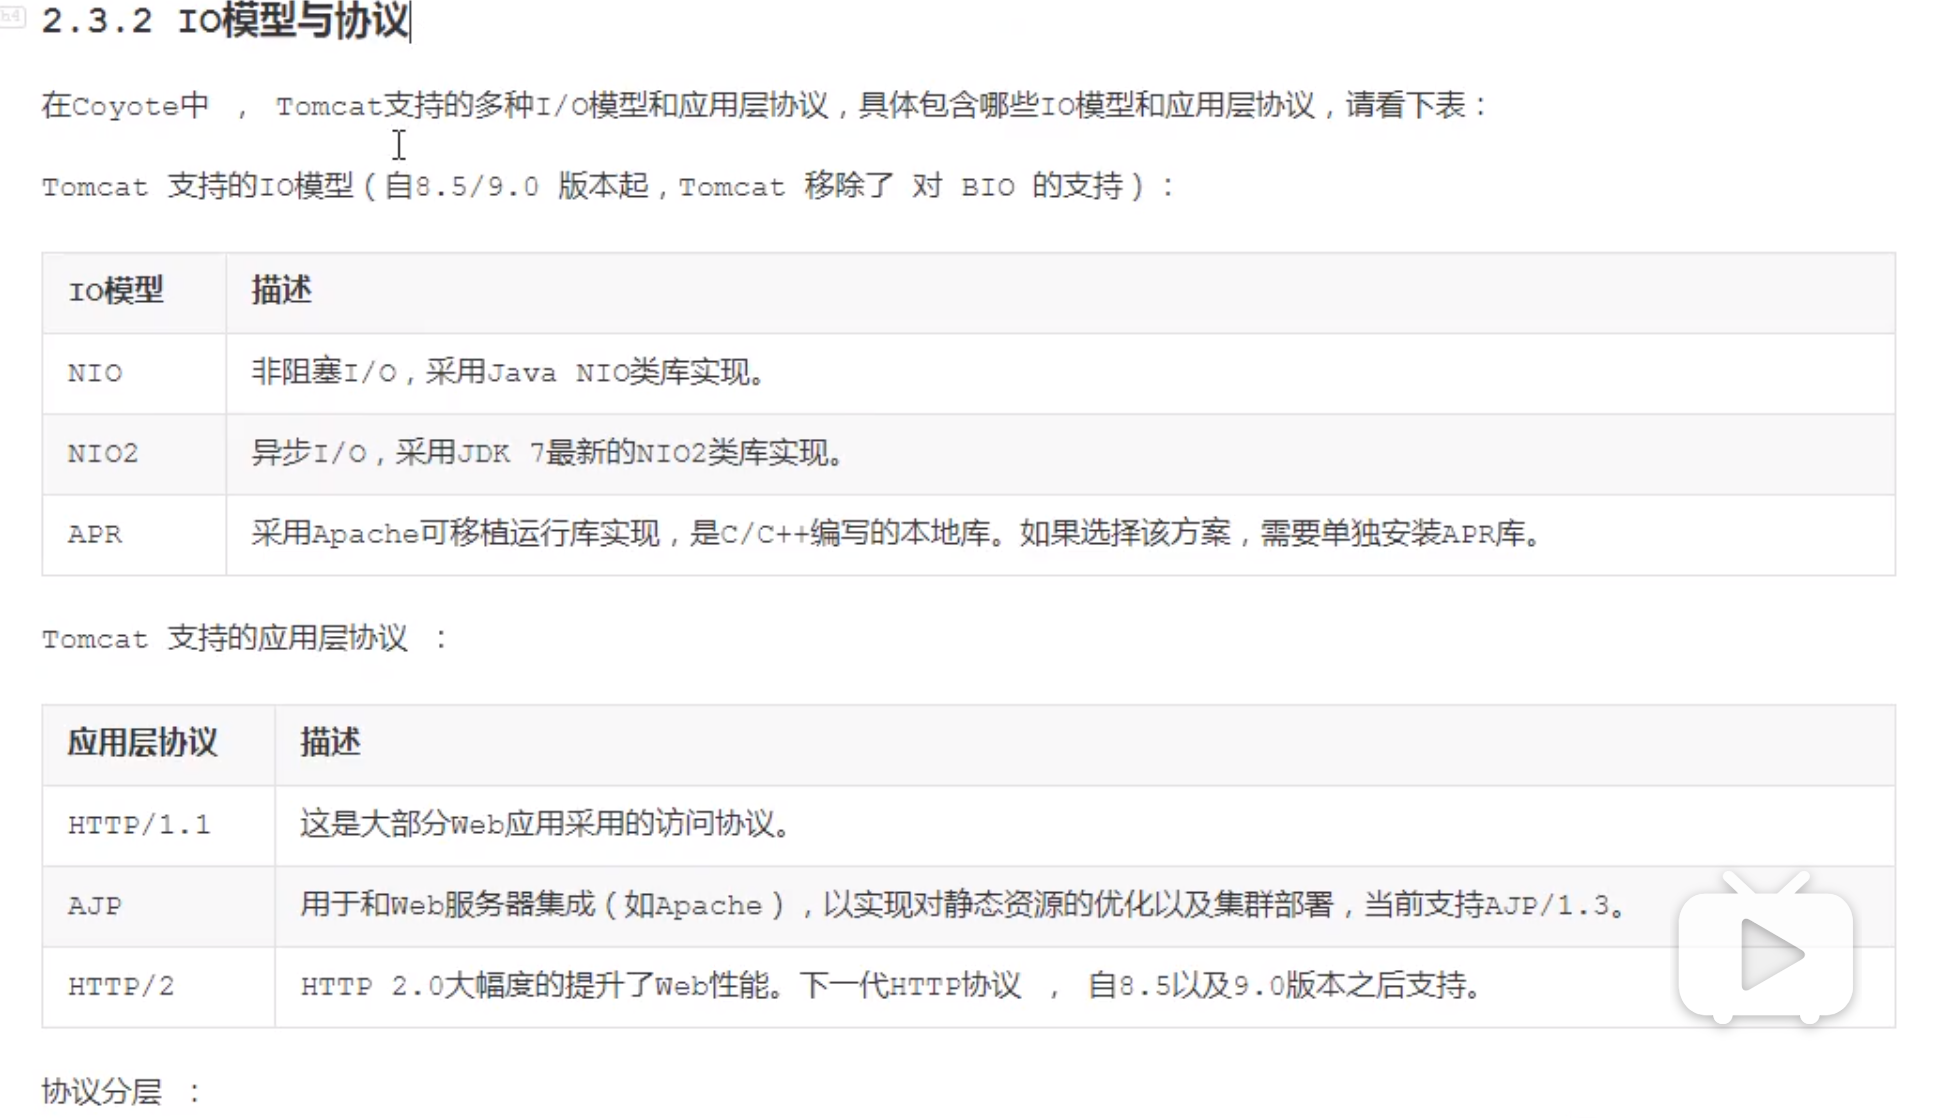 h4
2.3.2 IO模型与协议
在Coyote中 ， Tomcat支持的多种I/O模型和应用层协议，具体包含哪些IO模型和应用层协议，请看下表：
Tomcat 支持的IO模型（自8.5/9.0 版本起，Tomcat 移除了 对 BIO 的支持）：
IO模型 描述
NIO 非阻塞I/O，采用Java NIO类库实现。
NIO2 异步I/O，采用JDK 7最新的NIO2类库实现。
APR 采用Apache可移植运行库实现，是C/C++编写的本地库。如果选择该方案，需要单独安装APR库。
Tomcat 支持的应用层协议 ：
应用层协议 描述
HTTP/1.1 这是大部分Web应用采用的访问协议。
AJP 用于和Web服务器集成（如Apache），以实现对静态资源的优化以及集群部署，当前支持AJP/1.3。
HTTP/2 HTTP 2.0大幅度的提升了Web性能。下一代HTTP协议 ， 自8.5以及9.0版本之后支持。
协议分层 ：